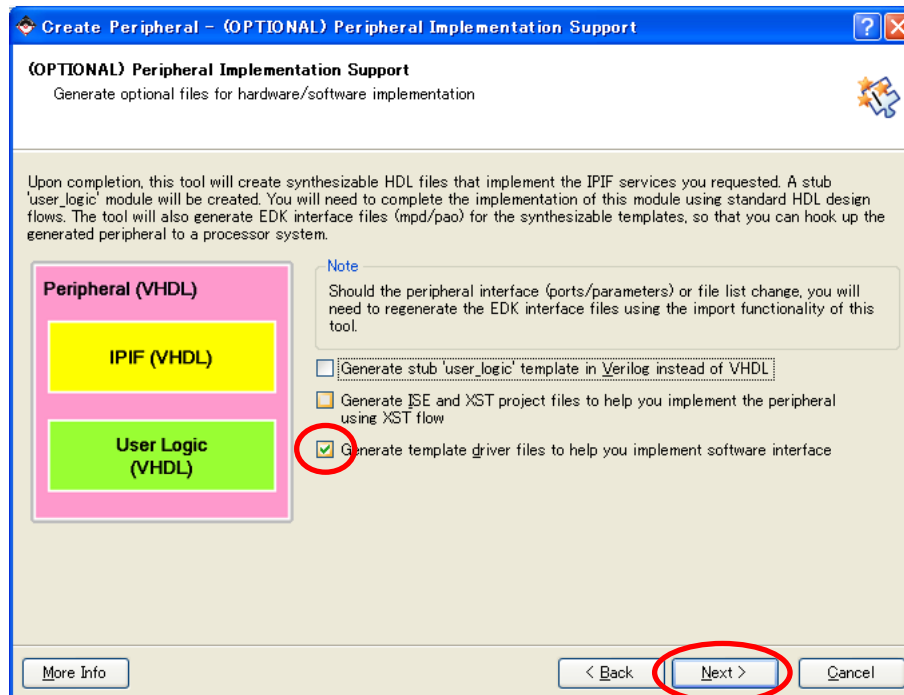 Create Peripheral - (OPTIONAL) Peripheral Implementation Support
(OPTIONAL) Peripheral Implementation Support
Generate optional files for hardware/software implementation
Upon completion, this tool will create synthesizable HDL files that implement the IPIF services you requested. A stub
'user_logic' module will be created. You will need to complete the implementation of this module using standard HDL design
flows. The tool will also generate EDK interface files (mpd/pao) for the synthesizable templates, so that you can hook up the
generated peripheral to a processor system.
Peripheral (VHDL)
IPIF (VHDL)
User Logic
(VHDL)
Note
Should the peripheral interface (ports/parameters) or file list change, you will
need to regenerate the EDK interface files using the import functionality of this
tool.
Generate stub 'user_logic' template in Verilog instead of VHDL
Generate ISE and XST project files to help you implement the peripheral
using XST flow
Generate template driver files to help you implement software interface
More Info
< Back
Next >
Cancel